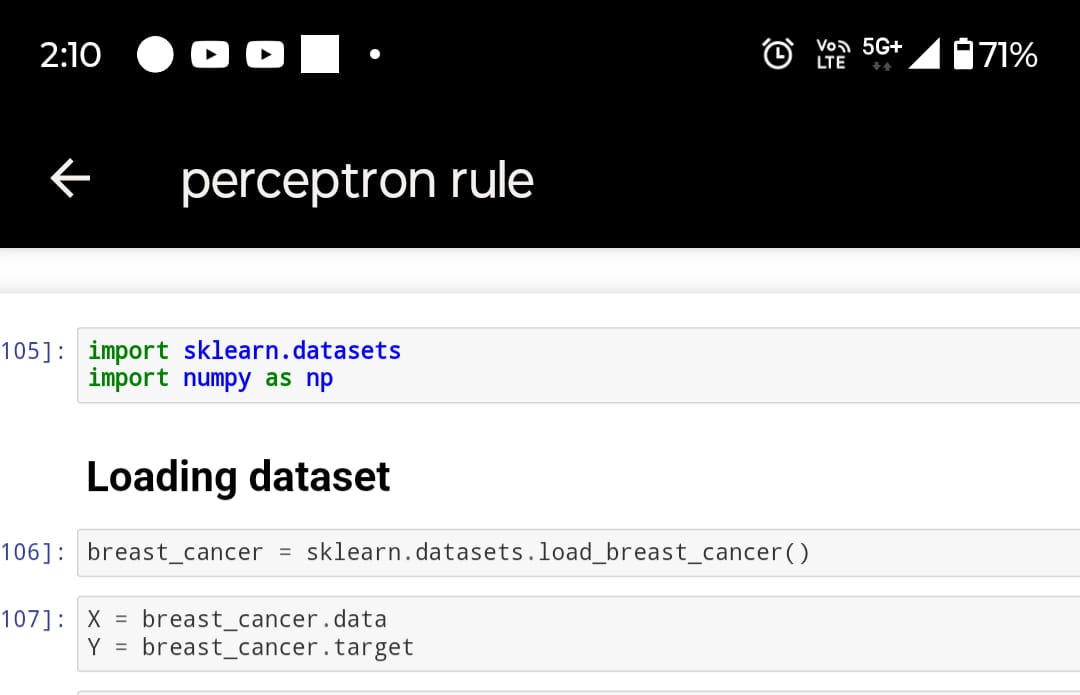 2:10
Vo LTE 5G+ 71%
perceptron rule
105]: import sklearn.datasets
import numpy as np
Loading dataset
106]: breast_cancer = sklearn.datasets.load_breast_cancer()
107]: X = breast_cancer.data
Y = breast_cancer.target